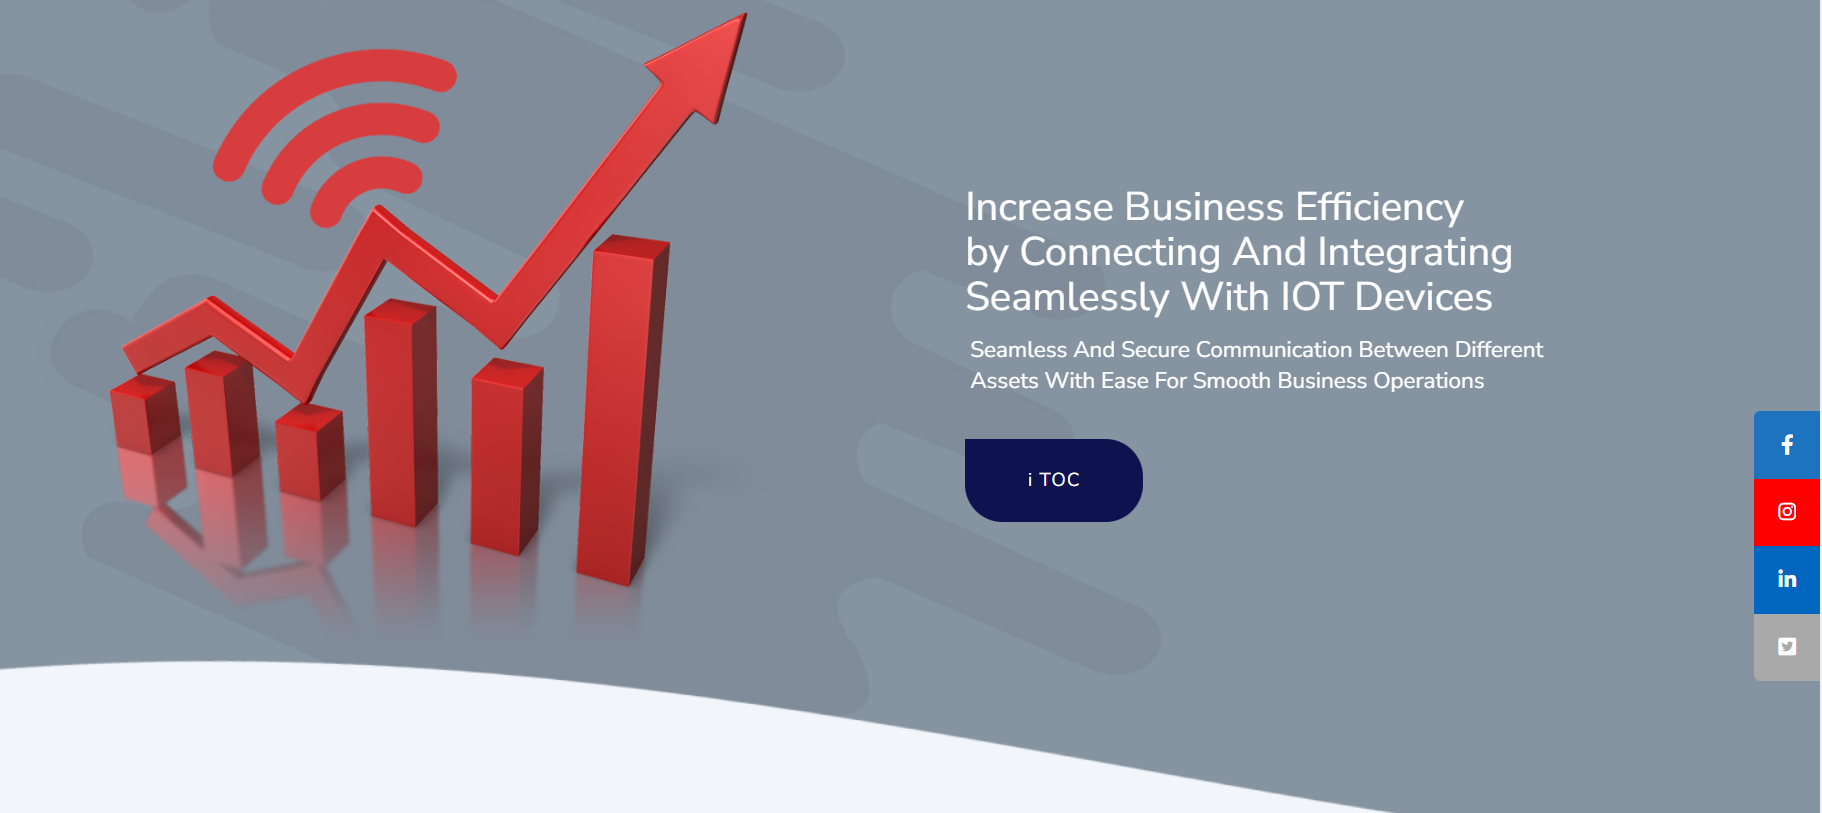 Increase Business Efficiency
by Connecting And Integrating
Seamlessly With IOT Devices
Seamless And Secure Communication Between Different
Assets With Ease For Smooth Business Operations
i TOC